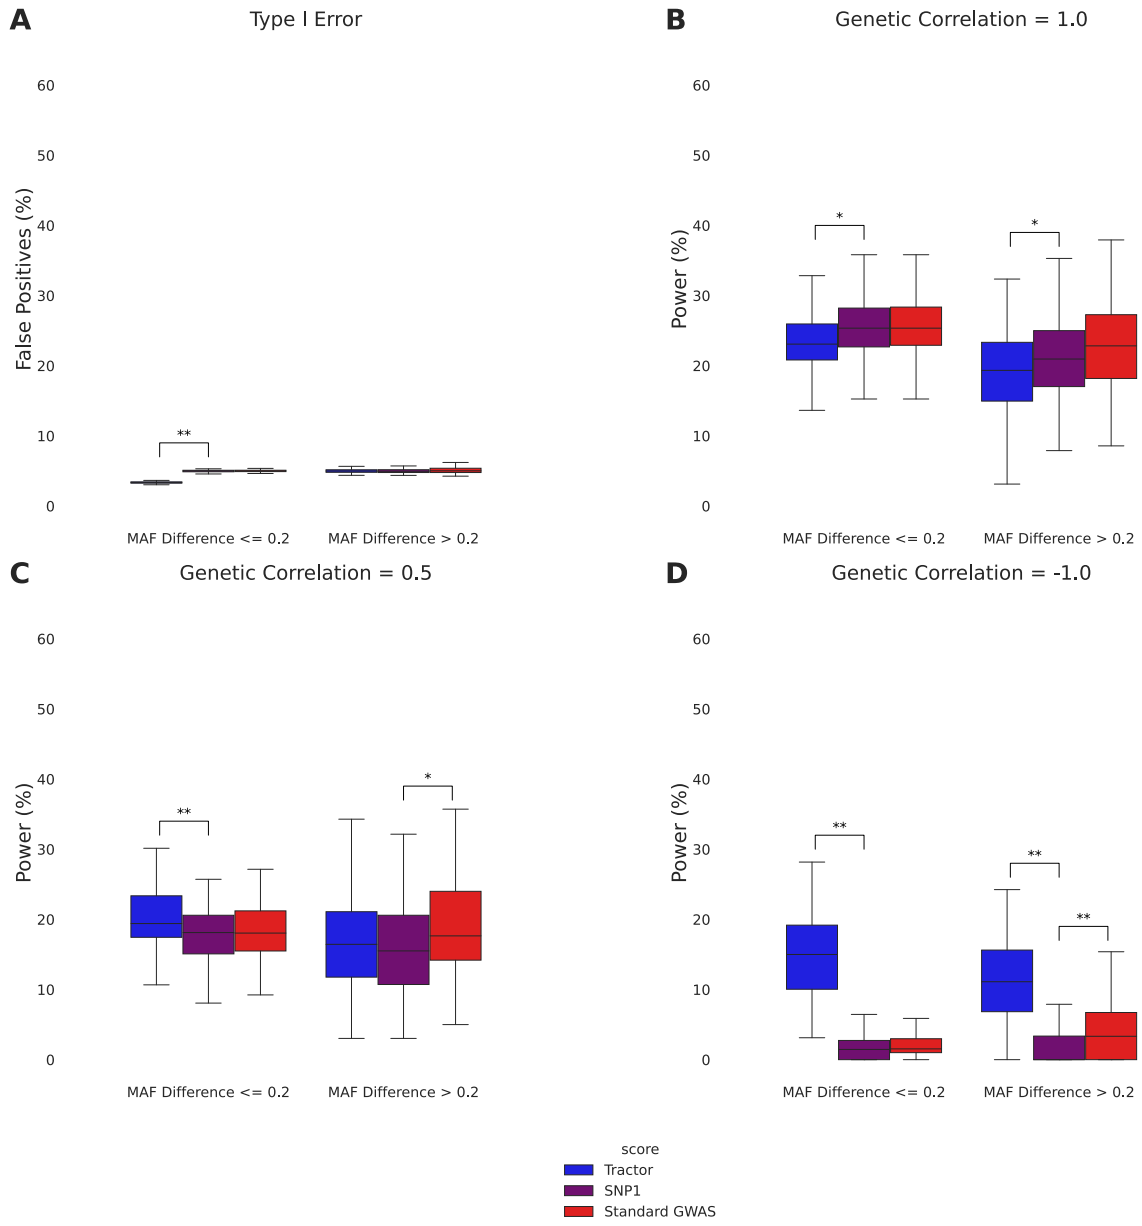 A
Type I Error
False Positives (%)
60
50
40
30
20
10
0
**
MAF Difference <= 0.2
MAF Difference > 0.2
B
Genetic Correlation = 1.0
Power (%)
60
50
40
30
20
10
0
*
*
MAF Difference <= 0.2
MAF Difference > 0.2
C
Genetic Correlation = 0.5
Power (%)
60
50
40
30
20
10
0
**
*
MAF Difference <= 0.2
MAF Difference > 0.2
D
Genetic Correlation = -1.0
Power (%)
60
50
40
30
20
10
0
**
**
**
MAF Difference <= 0.2
MAF Difference > 0.2
score
Tractor
SNP1
Standard GWAS